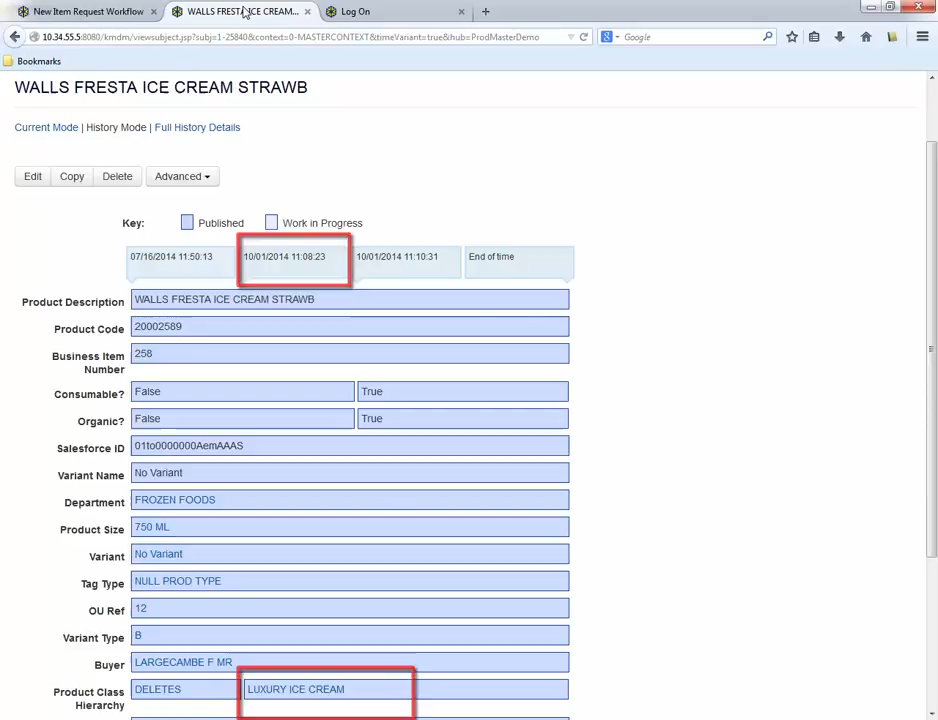 New Item Request Workflow
WALLS FRESTA ICE CREAM...
Log On
10.34.55.5:8080/kmdm/viewsubject.jsp?subj=1-25840&context=0-MASTERCONTEXT&timeVariant=true&hub=ProdMasterDemo
Google
Bookmarks
WALLS FRESTA ICE CREAM STRAWB
Current Mode | History Mode | Full History Details
Edit Copy Delete Advanced
Key: Published Work in Progress
07/16/2014 11:50:13 10/01/2014 11:08:23 10/01/2014 11:10:31 End of time
Product Description WALLS FRESTA ICE CREAM STRAWB
Product Code 20002589
Business Item Number 258
Consumable? False True
Organic? False True
Salesforce ID 01to0000000AemAAAS
Variant Name No Variant
Department FROZEN FOODS
Product Size 750 ML
Variant No Variant
Tag Type NULL PROD TYPE
OU Ref 12
Variant Type B
Buyer LARGECAMBE F MR
Product Class Hierarchy DELETES LUXURY ICE CREAM